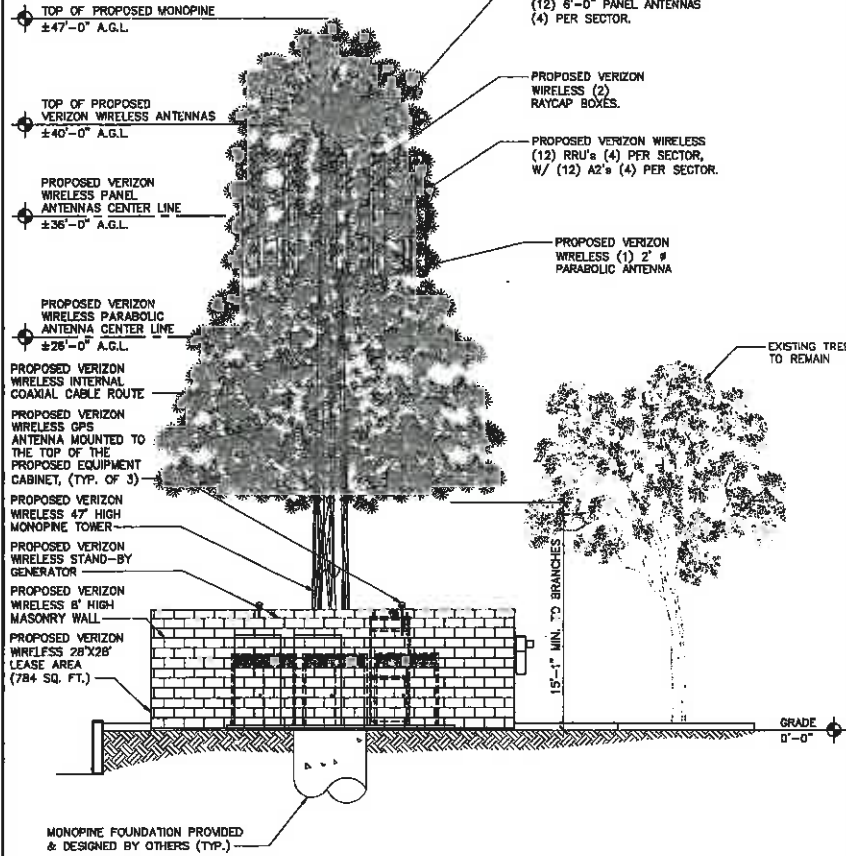 TOP OF PROPOSED MONOPINE
±47'-0" A.G.L.
TOP OF PROPOSED
VERIZON WIRELESS ANTENNAS
±40'-0" A.G.L.
PROPOSED VERIZON
WIRELESS PANEL
ANTENNAS CENTER LINE
±36'-0" A.G.L.
PROPOSED VERIZON
WIRELESS PARABOLIC
ANTENNA CENTER LINE
±26'-0" A.G.L.
PROPOSED VERIZON
WIRELESS INTERNAL
COAXIAL CABLE ROUTE
PROPOSED VERIZON
WIRELESS GPS
ANTENNA MOUNTED TO
THE TOP OF THE
PROPOSED EQUIPMENT
CABINET, (TYP. OF 3)
PROPOSED VERIZON
WIRELESS 47' HIGH
MONOPINE TOWER
PROPOSED VERIZON
WIRELESS STAND-BY
GENERATOR
PROPOSED VERIZON
WIRELESS 8' HIGH
MASONRY WALL
PROPOSED VERIZON
WIRELESS 28'X28'
LEASE AREA
(784 SQ. FT.)
MONOPINE FOUNDATION PROVIDED
& DESIGNED BY OTHERS (TYP.)
(12) 6'-0" PANEL ANTENNAS
(4) PER SECTOR.
PROPOSED VERIZON
WIRELESS (2)
RAYCAP BOXES.
PROPOSED VERIZON WIRELESS
(12) RRU's (4) PER SECTOR,
W/ (12) A2's (4) PER SECTOR.
PROPOSED VERIZON
WIRELESS (1) 2' ø
PARABOLIC ANTENNA
EXISTING TREE
TO REMAIN
15'-1" MIN. TO BRANCHES
GRADE
0'-0"